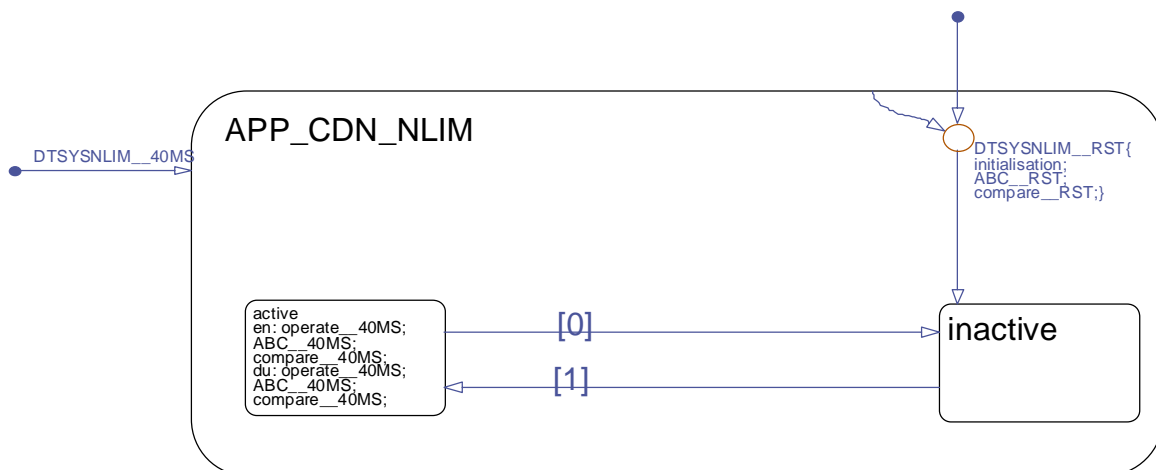 APP_CDN_NLIM
DTSYSNLIM__40MS
DTSYSNLIM__RST{
initialisation;
ABC__RST;
compare__RST;}
active
en: operate__40MS;
ABC__40MS;
compare__40MS;
du: operate__40MS;
ABC__40MS;
compare__40MS;
[0]
[1]
inactive